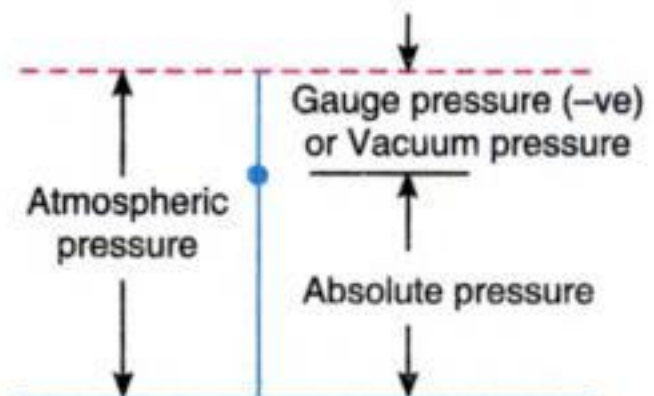 Gauge pressure (–ve)
or Vacuum pressure
Atmospheric
pressure
Absolute pressure